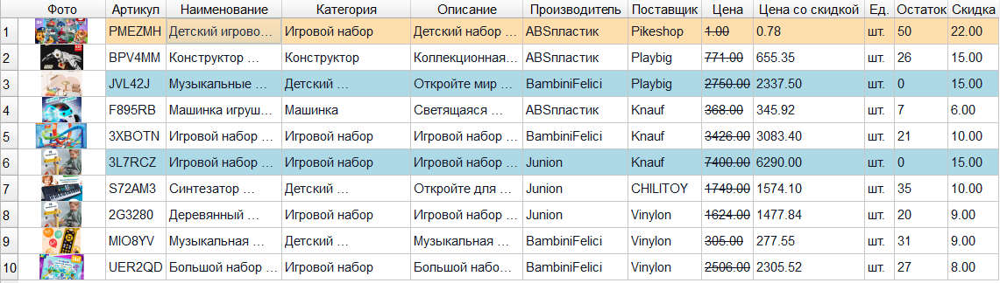 Фото Артикул Наименование Категория Описание Производитель Поставщик Цена Цена со скидкой Ед. Остаток Скидка
1 PMEZMH Детский игрово... Игровой набор Детский набор ... ABSпластик Pikeshop 1.00 0.78 шт. 50 22.00
2 BPV4MM Конструктор ... Конструктор Коллекционная... ABSпластик Playbig 771.00 655.35 шт. 26 15.00
3 JVL42J Музыкальные ... Детский ... Откройте мир ... BambiniFelici Playbig 2750.00 2337.50 шт. 0 15.00
4 F895RB Машинка игруш... Машинка Светящаяся ... ABSпластик Knauf 368.00 345.92 шт. 7 6.00
5 3XBOTN Игровой набор ... Игровой набор Игровой набор ... BambiniFelici Knauf 3426.00 3083.40 шт. 21 10.00
6 3L7RCZ Игровой набор ... Игровой набор Игровой набор ... Junion Knauf 7400.00 6290.00 шт. 0 15.00
7 S72AM3 Синтезатор ... Детский ... Откройте для ... Junion CHILITOY 1749.00 1574.10 шт. 35 10.00
8 2G3280 Деревянный ... Игровой набор Игровой набор ... Junion Vinylon 1624.00 1477.84 шт. 20 9.00
9 MIO8YV Музыкальная ... Детский ... Музыкальная ... BambiniFelici Vinylon 305.00 277.55 шт. 31 9.00
10 UER2QD Большой набор ... Игровой набор Большой набо... BambiniFelici Vinylon 2506.00 2305.52 шт. 27 8.00